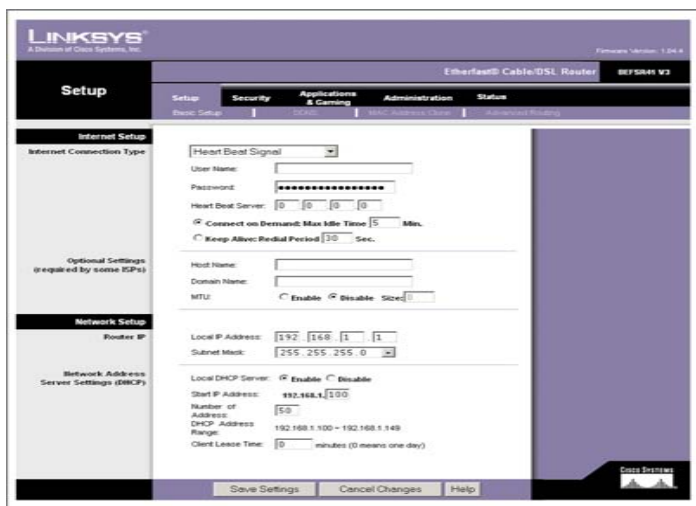 LINKSYS®
A Division of Cisco Systems, Inc.
Firmware Version: 1.04.4
Etherfast® Cable/DSL Router
BEFSR41 V3
Setup
Setup
Security
Applications & Gaming
Administration
Status
Basic Setup
DDNS
MAC Address Clone
Advanced Routing
Internet Setup
Internet Connection Type
Heart Beat Signal
User Name:
Password:
Heart Beat Server: 0 . 0 . 0 . 0
Connect on Demand: Max Idle Time 5 Min.
Keep Alive: Redial Period 30 Sec.
Optional Settings
(required by some ISPs)
Host Name:
Domain Name:
MTU: Enable Disable Size: 0
Network Setup
Router IP
Local IP Address: 192 . 168 . 1 . 1
Subnet Mask: 255.255.255.0
Network Address
Server Settings (DHCP)
Local DHCP Server: Enable Disable
Start IP Address: 192.168.1. 100
Number of
Address: 50
DHCP Address
Range: 192.168.1.100 ~ 192.168.1.149
Client Lease Time: 0 minutes (0 means one day)
Save Settings
Cancel Changes
Help
Cisco Systems